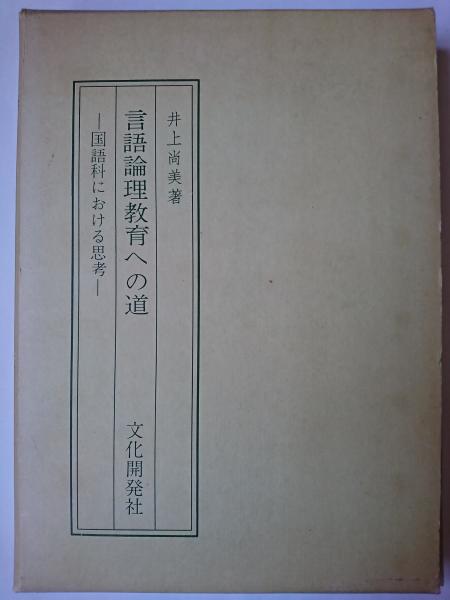 井上尚美著
言語論理教育への道
―国語科における思考―
文化開発社